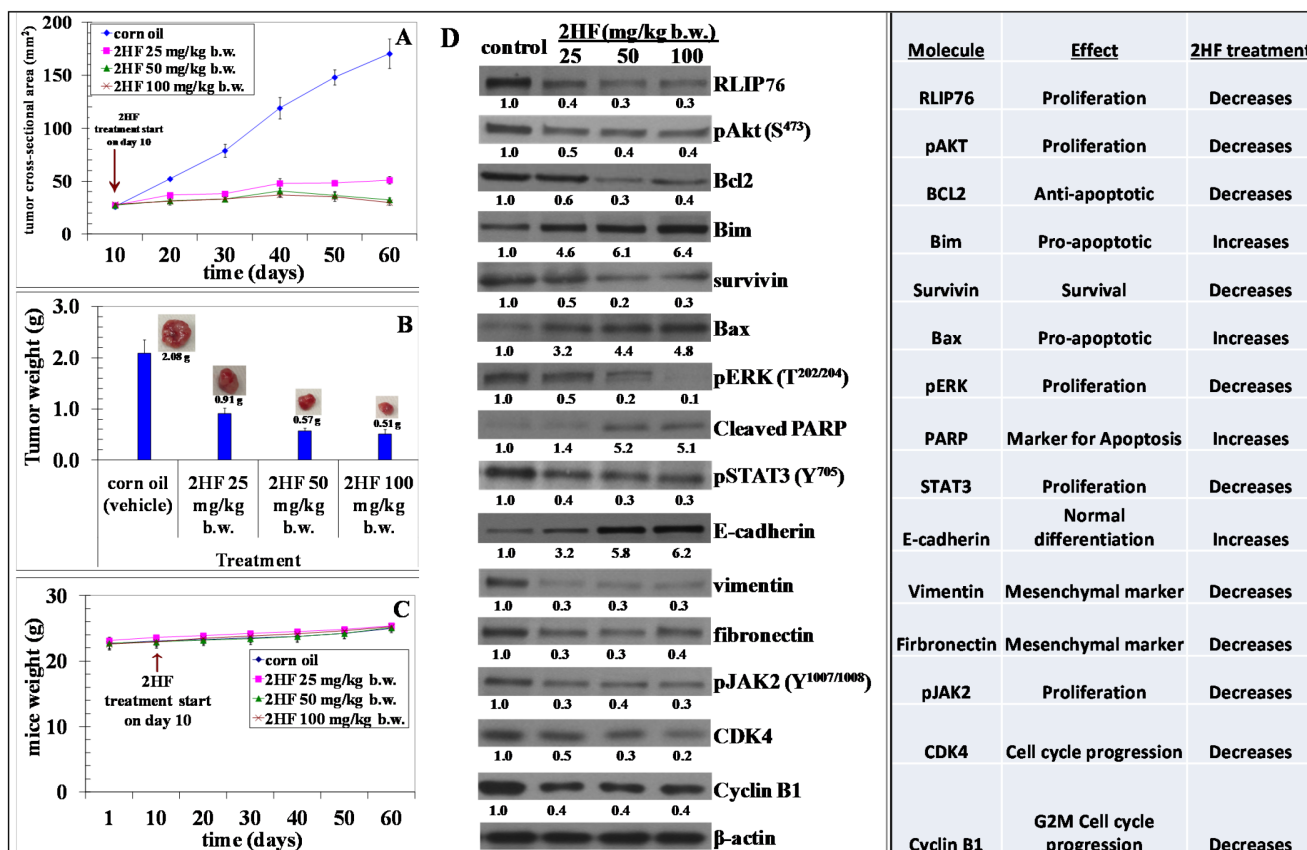 A
tumor cross-sectional area (mm²)
200
150
100
50
0
corn oil
2HF 25 mg/kg b.w.
2HF 50 mg/kg b.w.
2HF 100 mg/kg b.w.
2HF
treatment start
on day 10
10 20 30 40 50 60
time (days)
B
Tumor weight (g)
3.0
2.0
1.0
0.0
2.08 g
0.91 g
0.57 g
0.51 g
corn oil 2HF 25 2HF 50 2HF 100
(vehicle) mg/kg mg/kg mg/kg
b.w. b.w. b.w.
Treatment
C
mice weight (g)
30
20
10
0
2HF
treatment start
on day 10
corn oil
2HF 25 mg/kg b.w.
2HF 50 mg/kg b.w.
2HF 100 mg/kg b.w.
1 10 20 30 40 50 60
time (days)
D
2HF(mg/kg b.w.)
control 25 50 100
RLIP76
1.0 0.4 0.3 0.3
pAkt (S⁴⁷³)
1.0 0.5 0.4 0.4
Bcl2
1.0 0.6 0.3 0.4
Bim
1.0 4.6 6.1 6.4
survivin
1.0 0.5 0.2 0.3
Bax
1.0 3.2 4.4 4.8
pERK (T²⁰²/²⁰⁴)
1.0 0.5 0.2 0.1
Cleaved PARP
1.0 1.4 5.2 5.1
pSTAT3 (Y⁷⁰⁵)
1.0 0.4 0.3 0.3
E-cadherin
1.0 3.2 5.8 6.2
vimentin
1.0 0.3 0.3 0.3
fibronectin
1.0 0.3 0.3 0.4
pJAK2 (Y¹⁰⁰⁷/¹⁰⁰⁸)
1.0 0.3 0.4 0.3
CDK4
1.0 0.5 0.3 0.2
Cyclin B1
1.0 0.4 0.4 0.4
β-actin
Molecule Effect 2HF treatment
RLIP76 Proliferation Decreases
pAKT Proliferation Decreases
BCL2 Anti-apoptotic Decreases
Bim Pro-apoptotic Increases
Survivin Survival Decreases
Bax Pro-apoptotic Increases
pERK Proliferation Decreases
PARP Marker for Apoptosis Increases
STAT3 Proliferation Decreases
Normal
E-cadherin differentiation Increases
Vimentin Mesenchymal marker Decreases
Firbronectin Mesenchymal marker Decreases
pJAK2 Proliferation Decreases
CDK4 Cell cycle progression Decreases
G2M Cell cycle
Cyclin B1 progression Decreases